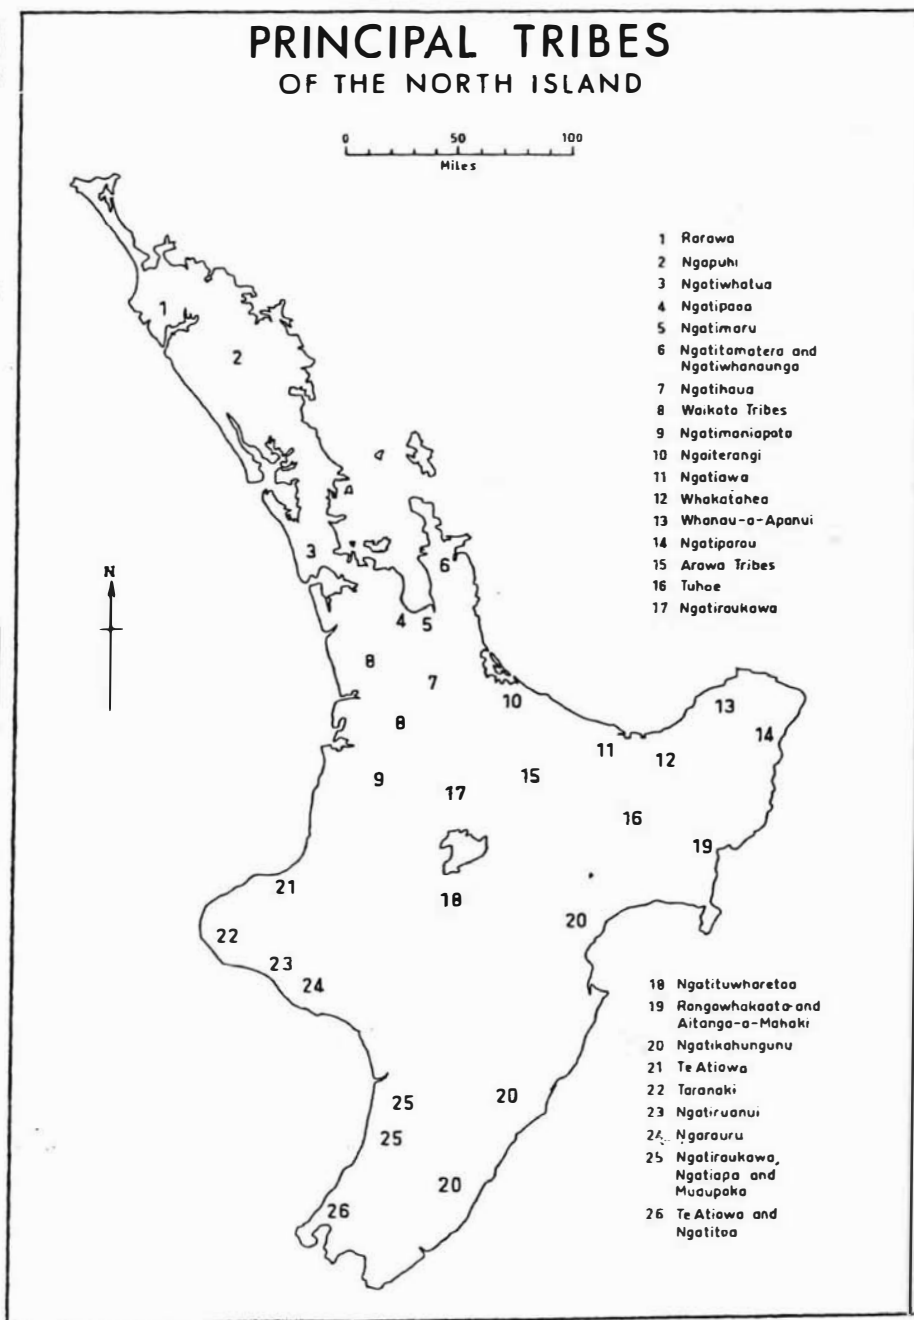 PRINCIPAL TRIBES
OF THE NORTH ISLAND
0 50 100
Miles
N
1 Rarawa
2 Ngapuhi
3 Ngatiwhatua
4 Ngatipaoa
5 Ngatimaru
6 Ngatitamatera and
Ngatiwhanaunga
7 Ngatihaua
8 Waikato Tribes
9 Ngatimaniapoto
10 Ngaiterangi
11 Ngatiawa
12 Whakatohea
13 Whanau-a-Apanui
14 Ngatiporou
15 Arawa Tribes
16 Tuhoe
17 Ngatiraukawa
1
2
3
6
4
5
8
7
10
8
13
14
11
12
9
17
15
16
19
21
18
20
22
23
24
25
20
25
20
26
18 Ngatituwharetoa
19 Rongowhakaata and
Aitanga-a-Mahaki
20 Ngatikahungunu
21 Te Atiawa
22 Taranaki
23 Ngatiruanui
24 Ngarauru
25 Ngatiraukawa,
Ngatiapa and
Muaupoko
26 Te Atiawa and
Ngatitoa